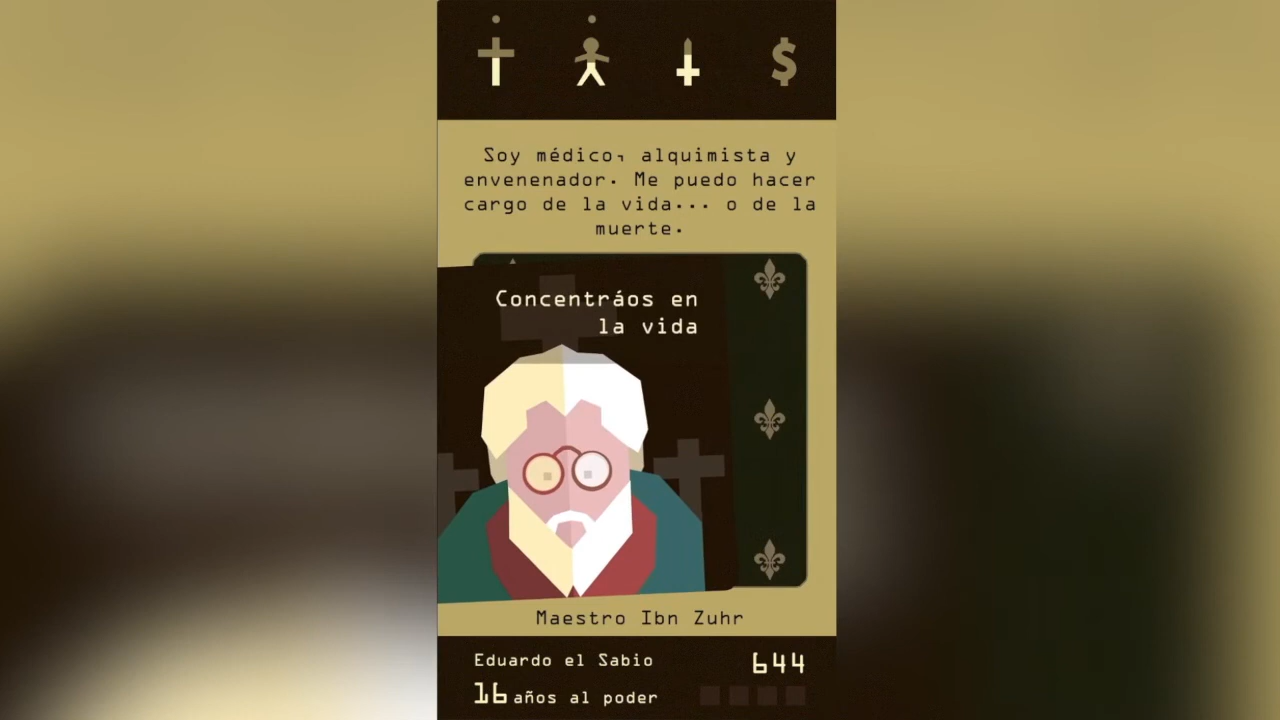 Soy médico, alquimista y
envenenador. Me puedo hacer
cargo de la vida... o de la
muerte.
Concentráos en
la vida
Maestro Ibn Zuhr
Eduardo el Sabio
644
16 años al poder